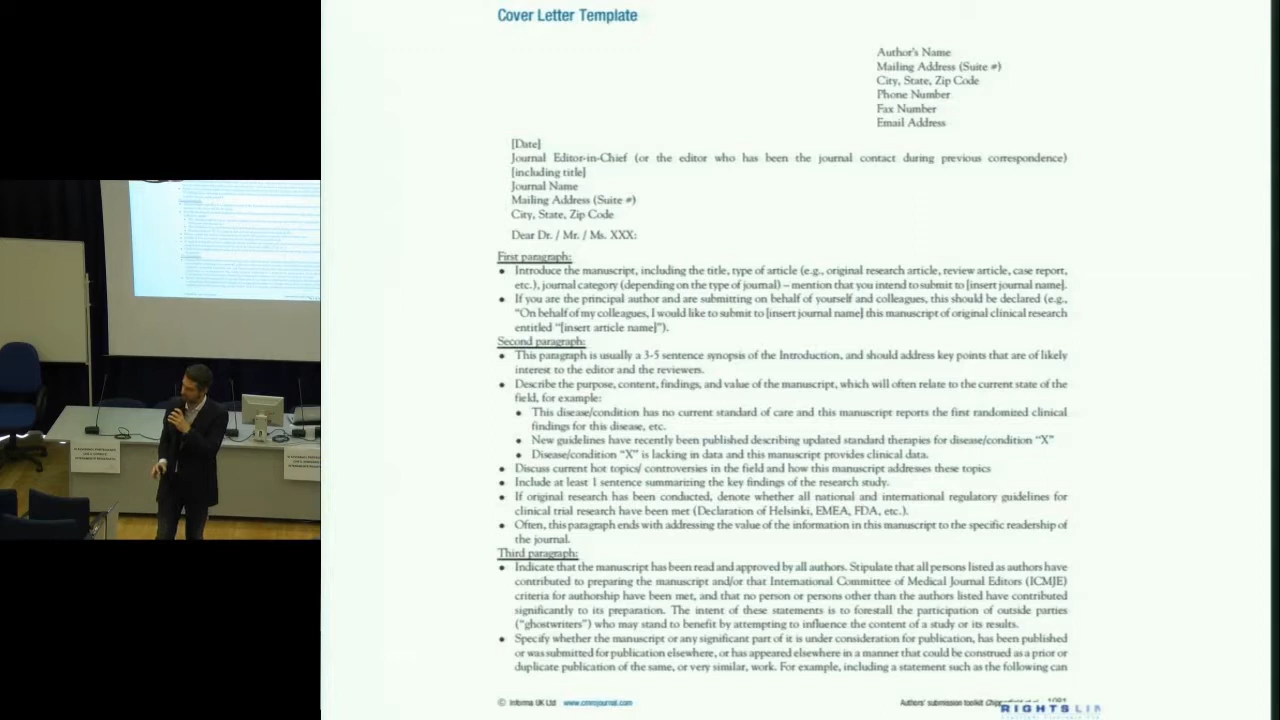 Cover Letter Template
Author's Name
Mailing Address (Suite #)
City, State, Zip Code
Phone Number
Fax Number
Email Address
[Date]
Journal Editor-in-Chief (or the editor who has been the journal contact during previous correspondence)
[including title]
Journal Name
Mailing Address (Suite #)
City, State, Zip Code
Dear Dr. / Mr. / Ms. XXX:
First paragraph:
• Introduce the manuscript, including the title, type of article (e.g., original research article, review article, case report,
etc.), journal category (depending on the type of journal) – mention that you intend to submit to [insert journal name].
• If you are the principal author and are submitting on behalf of yourself and colleagues, this should be declared (e.g.,
“On behalf of my colleagues, I would like to submit to [insert journal name] this manuscript of original clinical research
entitled “[insert article name]”).
Second paragraph:
• This paragraph is usually a 3-5 sentence synopsis of the Introduction, and should address key points that are of likely
interest to the editor and the reviewers.
• Describe the purpose, content, findings, and value of the manuscript, which will often relate to the current state of the
field, for example:
• This disease/condition has no current standard of care and this manuscript reports the first randomized clinical
findings for this disease, etc.
• New guidelines have recently been published describing updated standard therapies for disease/condition “X”
• Disease/condition “X” is lacking in data and this manuscript provides clinical data.
• Discuss current hot topics/ controversies in the field and how this manuscript addresses these topics
• Include at least 1 sentence summarizing the key findings of the research study.
• If original research has been conducted, denote whether all national and international regulatory guidelines for
clinical trial research have been met (Declaration of Helsinki, EMEA, FDA, etc.).
• Often, this paragraph ends with addressing the value of the information in this manuscript to the specific readership of
the journal.
Third paragraph:
• Indicate that the manuscript has been read and approved by all authors. Stipulate that all persons listed as authors have
contributed to preparing the manuscript and/or that International Committee of Medical Journal Editors (ICMJE)
criteria for authorship have been met, and that no person or persons other than the authors listed have contributed
significantly to its preparation. The intent of these statements is to forestall the participation of outside parties
(“ghostwriters”) who may stand to benefit by attempting to influence the content of a study or its results.
• Specify whether the manuscript or any significant part of it is under consideration for publication, has been published
or was submitted for publication elsewhere, or has appeared elsewhere in a manner that could be construed as a prior or
duplicate publication of the same, or very similar, work. For example, including a statement such as the following can
© Informa UK Ltd www.cmrojournal.com
Authors' submission toolkit
RIGHTSLIN